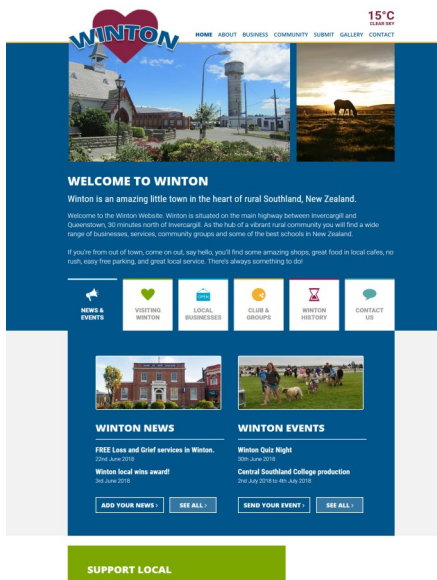 15°C
CLEAR SKY
WINTON
HOME ABOUT BUSINESS COMMUNITY SUBMIT GALLERY CONTACT
WELCOME TO WINTON
Winton is an amazing little town in the heart of rural Southland, New Zealand.
Welcome to the Winton Website. Winton is situated on the main highway between Invercargill and
Queenstown, 30 minutes north of Invercargill. As the hub of a vibrant rural community you will find a wide
range of businesses, services, community groups and some of the best schools in New Zealand.
If you're from out of town, come on out, say hello, you'll find some amazing shops, great food in local cafes, no
rush, easy free parking, and great local service. There's always something to do!
OPEN
NEWS &
EVENTS
VISITING
WINTON
LOCAL
BUSINESSES
CLUB &
GROUPS
WINTON
HISTORY
CONTACT
US
WINTON NEWS
FREE Loss and Grief services in Winton.
22nd June 2018
Winton local wins award!
3rd June 2018
ADD YOUR NEWS ›
SEE ALL ›
WINTON EVENTS
Winton Quiz Night
30th June 2018
Central Southland College production
2nd July 2018 to 4th July 2018
SEND YOUR EVENT ›
SEE ALL ›
SUPPORT LOCAL